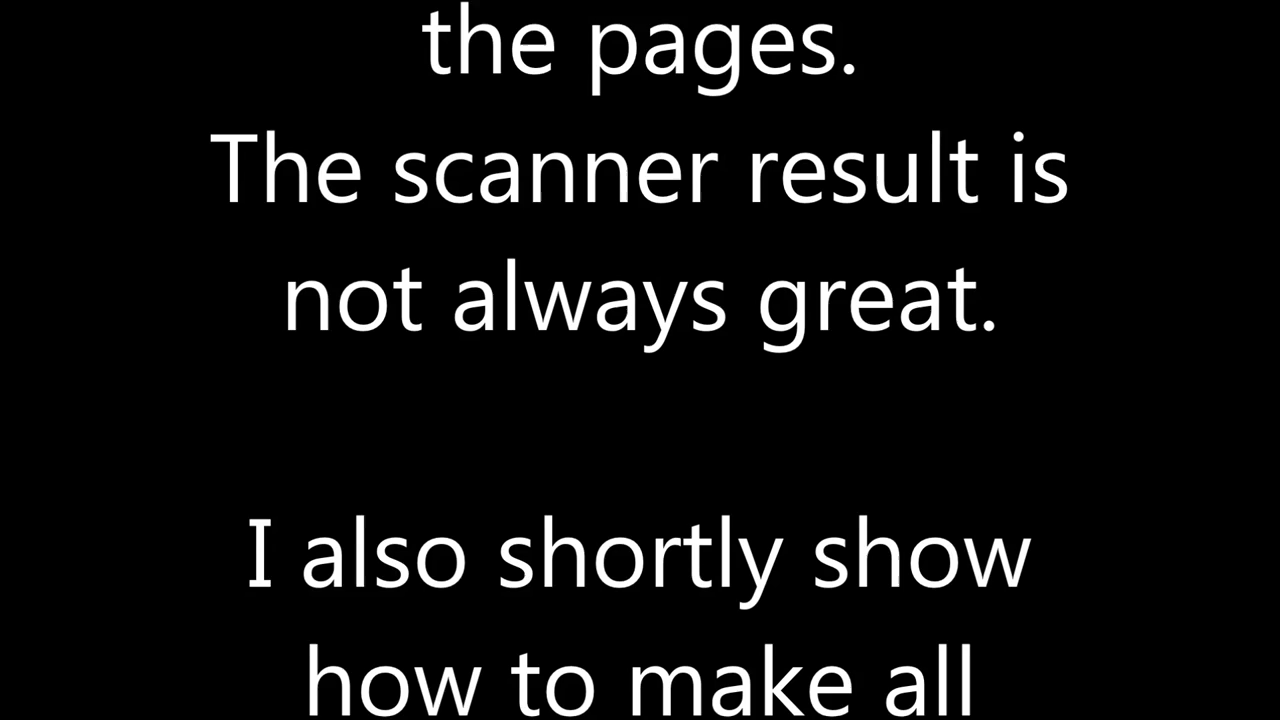 the pages.
The scanner result is
not always great.
I also shortly show
how to make all